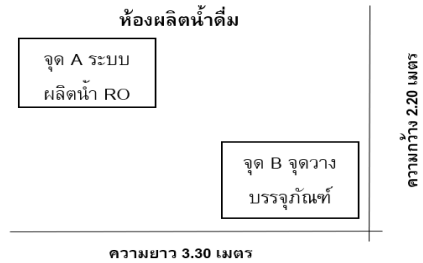 ห้องผลิตน้ำดื่ม
จุด A ระบบ
ผลิตน้ำ RO
จุด B จุดวาง
บรรจุภัณฑ์
ความกว้าง 2.20 เมตร
ความยาว 3.30 เมตร